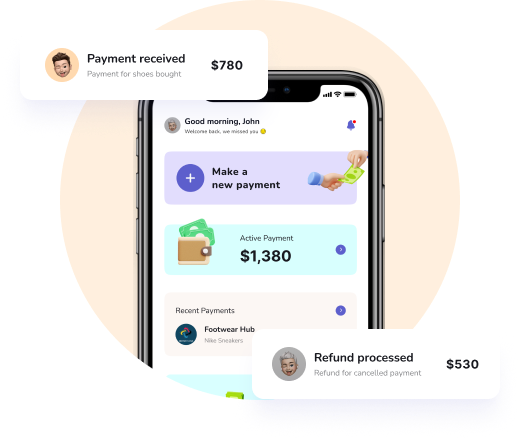 Payment received
Payment for shoes bought
$780
Good morning, John
Welcome back, we missed you
Make a
new payment
Active Payment
$1,380
Recent Payments
Footwear Hub
Nike Sneakers
Refund processed
Refund for cancelled payment
$530